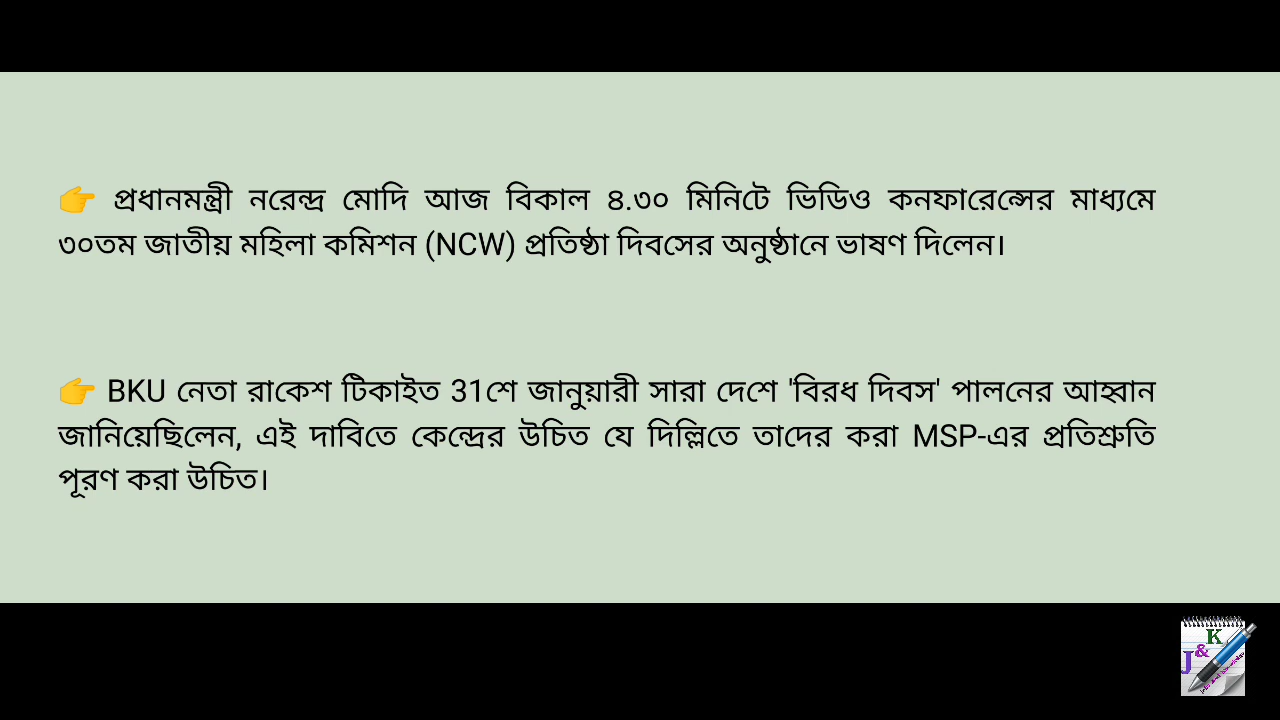 👉 প্রধানমন্ত্রী নরেন্দ্র মোদি আজ বিকাল ৪.৩০ মিনিটে ভিডিও কনফারেন্সের মাধ্যমে
৩০তম জাতীয় মহিলা কমিশন (NCW) প্রতিষ্ঠা দিবসের অনুষ্ঠানে ভাষণ দিলেন।
👉 BKU নেতা রাকেশ টিকাইত 31শে জানুয়ারী সারা দেশে 'বিরধ দিবস' পালনের আহ্বান
জানিয়েছিলেন, এই দাবিতে কেন্দ্রের উচিত যে দিল্লিতে তাদের করা MSP-এর প্রতিশ্রুতি
পূরণ করা উচিত।
J&K